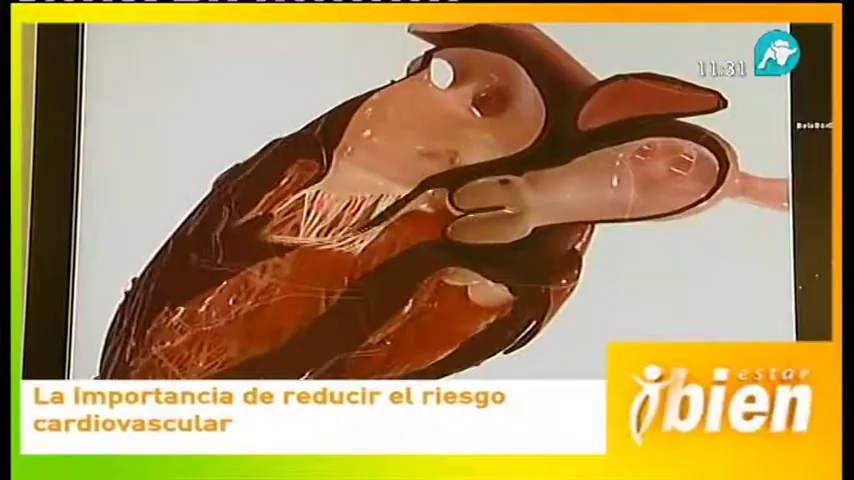 11:31
La Importancia de reducir el riesgo
cardiovascular
estar
bien